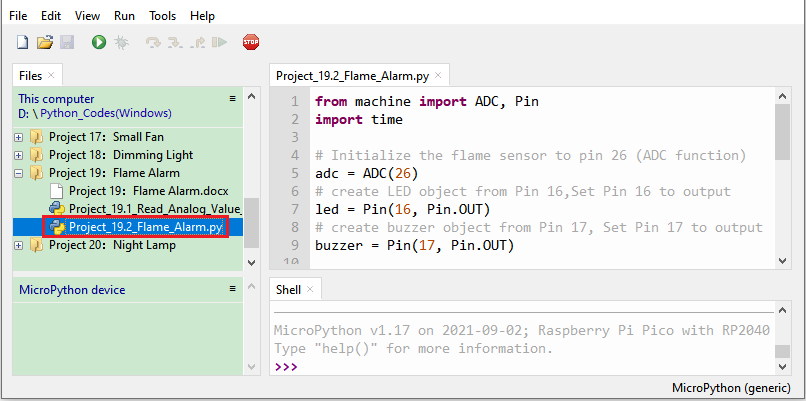 File Edit View Run Tools Help
STOP
Files ×
This computer
D: \ Python_Codes(Windows)
Project 17： Small Fan
Project 18： Dimming Light
Project 19： Flame Alarm
Project 19： Flame Alarm.docx
Project_19.1_Read_Analog_Value_
Project_19.2_Flame_Alarm.py
Project 20： Night Lamp
MicroPython device
Project_19.2_Flame_Alarm.py ×
1 from machine import ADC, Pin
2 import time
3
4 # Initialize the flame sensor to pin 26 (ADC function)
5 adc = ADC(26)
6 # create LED object from Pin 16,Set Pin 16 to output
7 led = Pin(16, Pin.OUT)
8 # create buzzer object from Pin 17, Set Pin 17 to output
9 buzzer = Pin(17, Pin.OUT)
10
Shell ×
MicroPython v1.17 on 2021-09-02; Raspberry Pi Pico with RP2040
Type "help()" for more information.
>>>
MicroPython (generic)